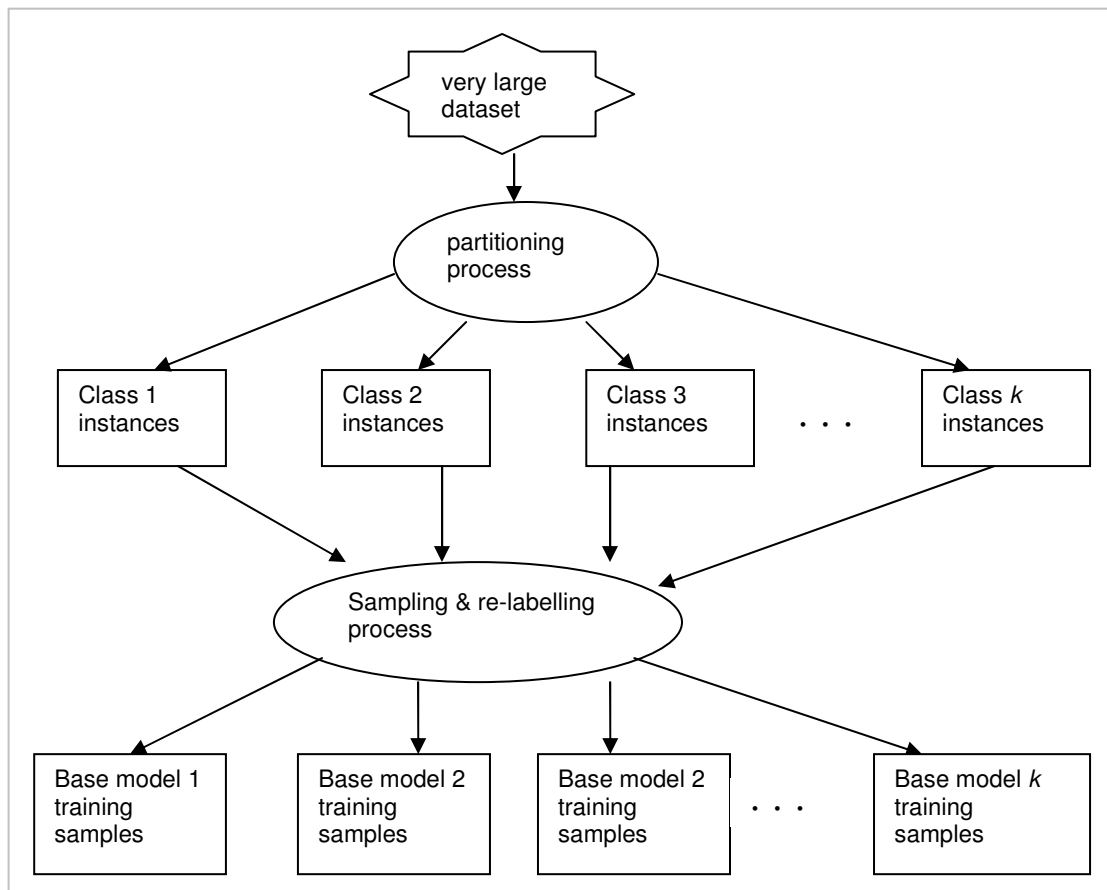 very large
dataset
partitioning
process
Class 1
instances
Class 2
instances
Class 3
instances
. . .
Class k
instances
Sampling & re-labelling
process
Base model 1
training
samples
Base model 2
training
samples
Base model 2
training
samples
. . .
Base model k
training
samples